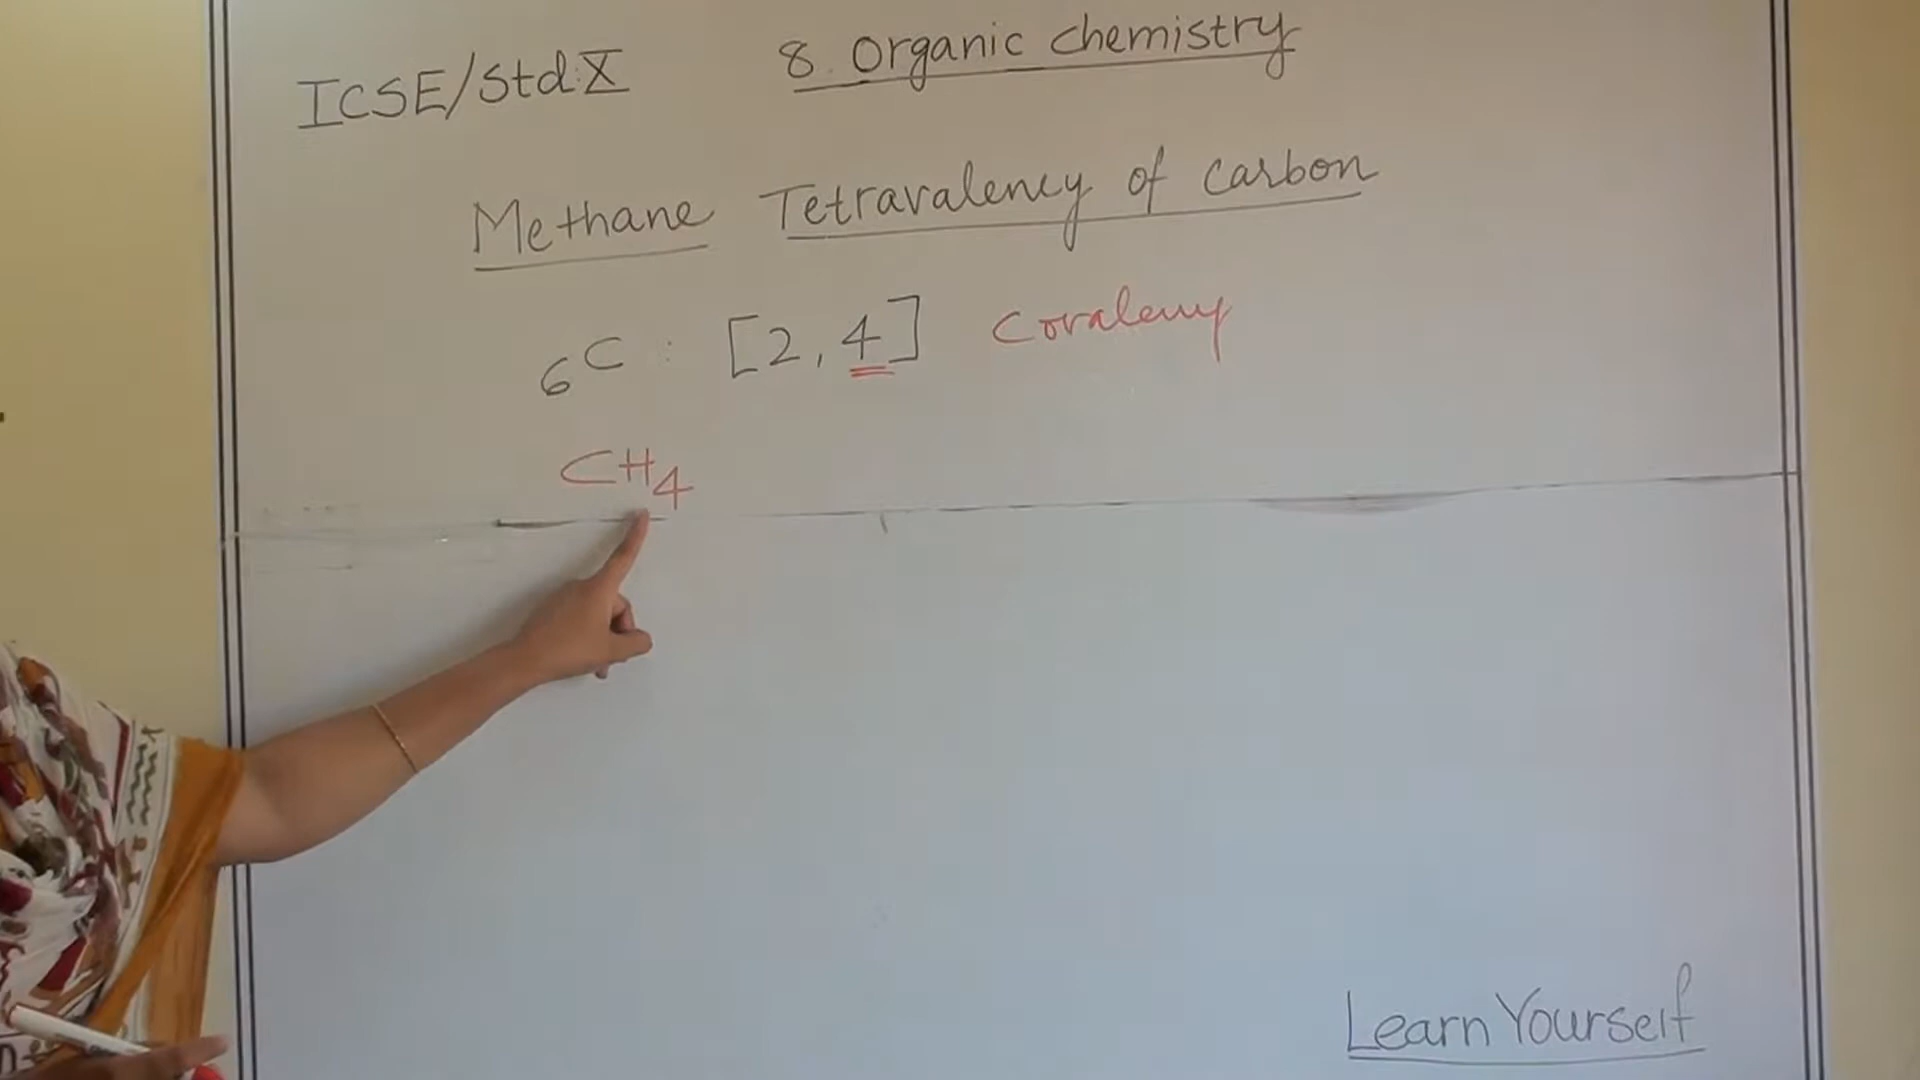 ICSE/Std:X 8. Organic chemistry
Methane Tetravalency of carbon
₆C : [2, 4] Covalency
CH₄
Learn Yourself